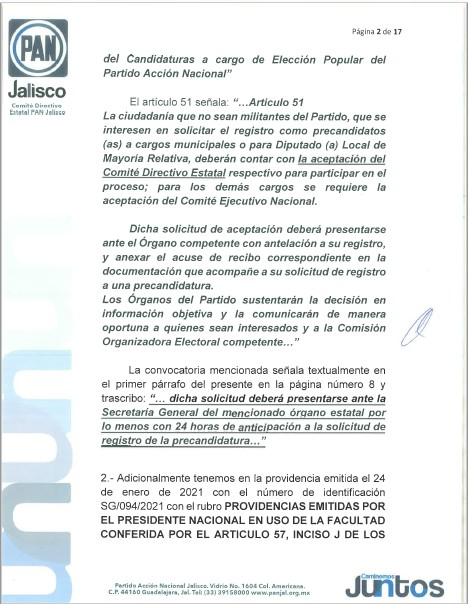 Página 2 de 17
PAN
Jalisco
Comité Directivo
Estatal PAN Jalisco
del Candidaturas a cargo de Elección Popular del
Partido Acción Nacional”
El articulo 51 señala: “…Articulo 51
La ciudadanía que no sean militantes del Partido, que se
interesen en solicitar el registro como precandidatos
(as) a cargos municipales o para Diputado (a) Local de
Mayoría Relativa, deberán contar con la aceptación del
Comité Directivo Estatal respectivo para participar en el
proceso; para los demás cargos se requiere la
aceptación del Comité Ejecutivo Nacional.
Dicha solicitud de aceptación deberá presentarse
ante el Órgano competente con antelación a su registro,
y anexar el acuse de recibo correspondiente en la
documentación que acompañe a su solicitud de registro
a una precandidatura.
Los Órganos del Partido sustentarán la decisión en
información objetiva y la comunicarán de manera
oportuna a quienes sean interesados y a la Comisión
Organizadora Electoral competente…”
La convocatoria mencionada señala textualmente en
el primer párrafo del presente en la página número 8 y
trascribo: “… dicha solicitud deberá presentarse ante la
Secretaría General del mencionado órgano estatal por
lo menos con 24 horas de anticipación a la solicitud de
registro de la precandidatura…”
2.- Adicionalmente tenemos en la providencia emitida el 24
de enero de 2021 con el número de identificación
SG/094/2021 con el rubro PROVIDENCIAS EMITIDAS POR
EL PRESIDENTE NACIONAL EN USO DE LA FACULTAD
CONFERIDA POR EL ARTICULO 57, INCISO J DE LOS
Partido Acción Nacional Jalisco. Vidrio No. 1604 Col. Americana.
C.P. 44160 Guadalajara, Jal. Tel: (33) 39158000 www.panjal.org.mx
Caminemos
Juntos